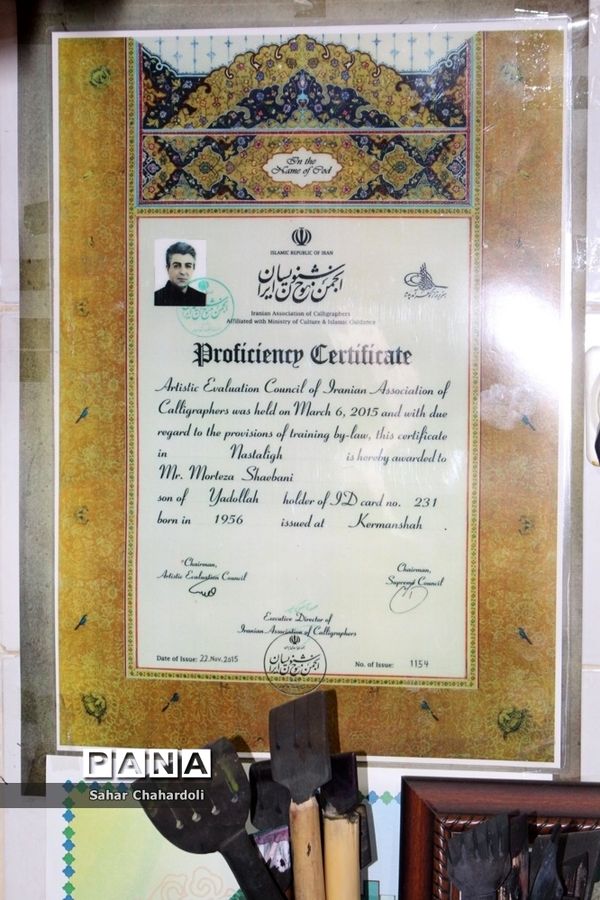 In the
Name of God
ISLAMIC REPUBLIC OF IRAN
انجمن خوشنویسان ایران
Iranian Association of Calligraphers
Affiliated with Ministry of Culture & Islamic Guidance
Proficiency Certificate
Artistic Evaluation Council of Iranian Association of
Calligraphers was held on March 6, 2015 and with due
regard to the provisions of training by-law, this certificate
in Nastaligh is hereby awarded to
Mr. Morteza Shaebani
son of Yadollah holder of ID card no. 231
born in 1956 issued at Kermanshah .
Chairman,
Artistic Evaluation Council
Chairman,
Supreme Council
Executive Director of
Iranian Association of Calligraphers
انجمن خوشنویسان ایران
Date of Issue: 22.Nov.2015
No. of Issue: 1154
PANA
Sahar Chahardoli